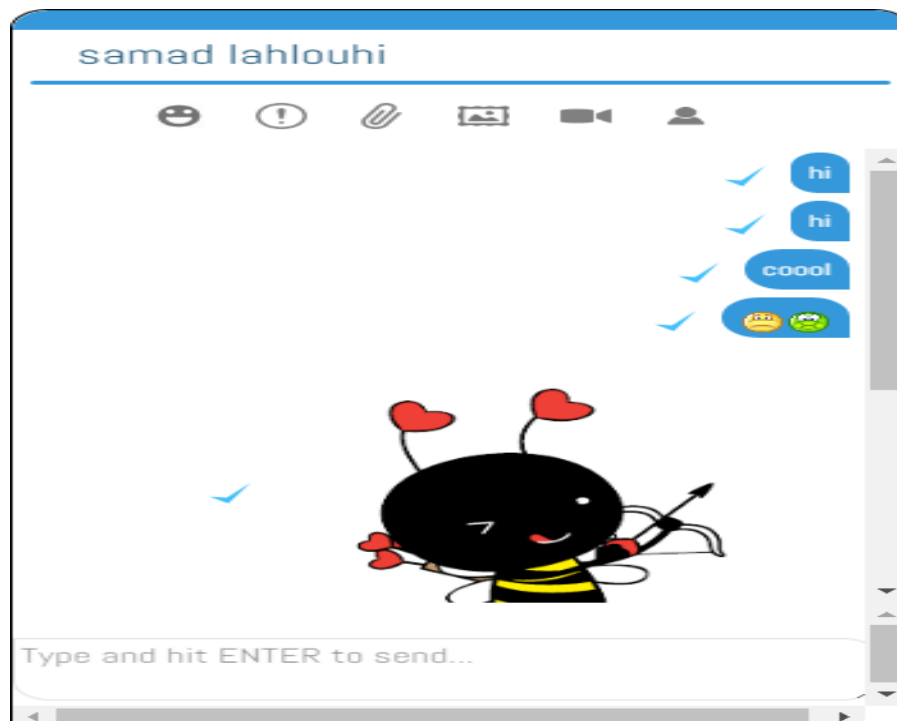 samad lahlouhi
hi
hi
coool
Type and hit ENTER to send...